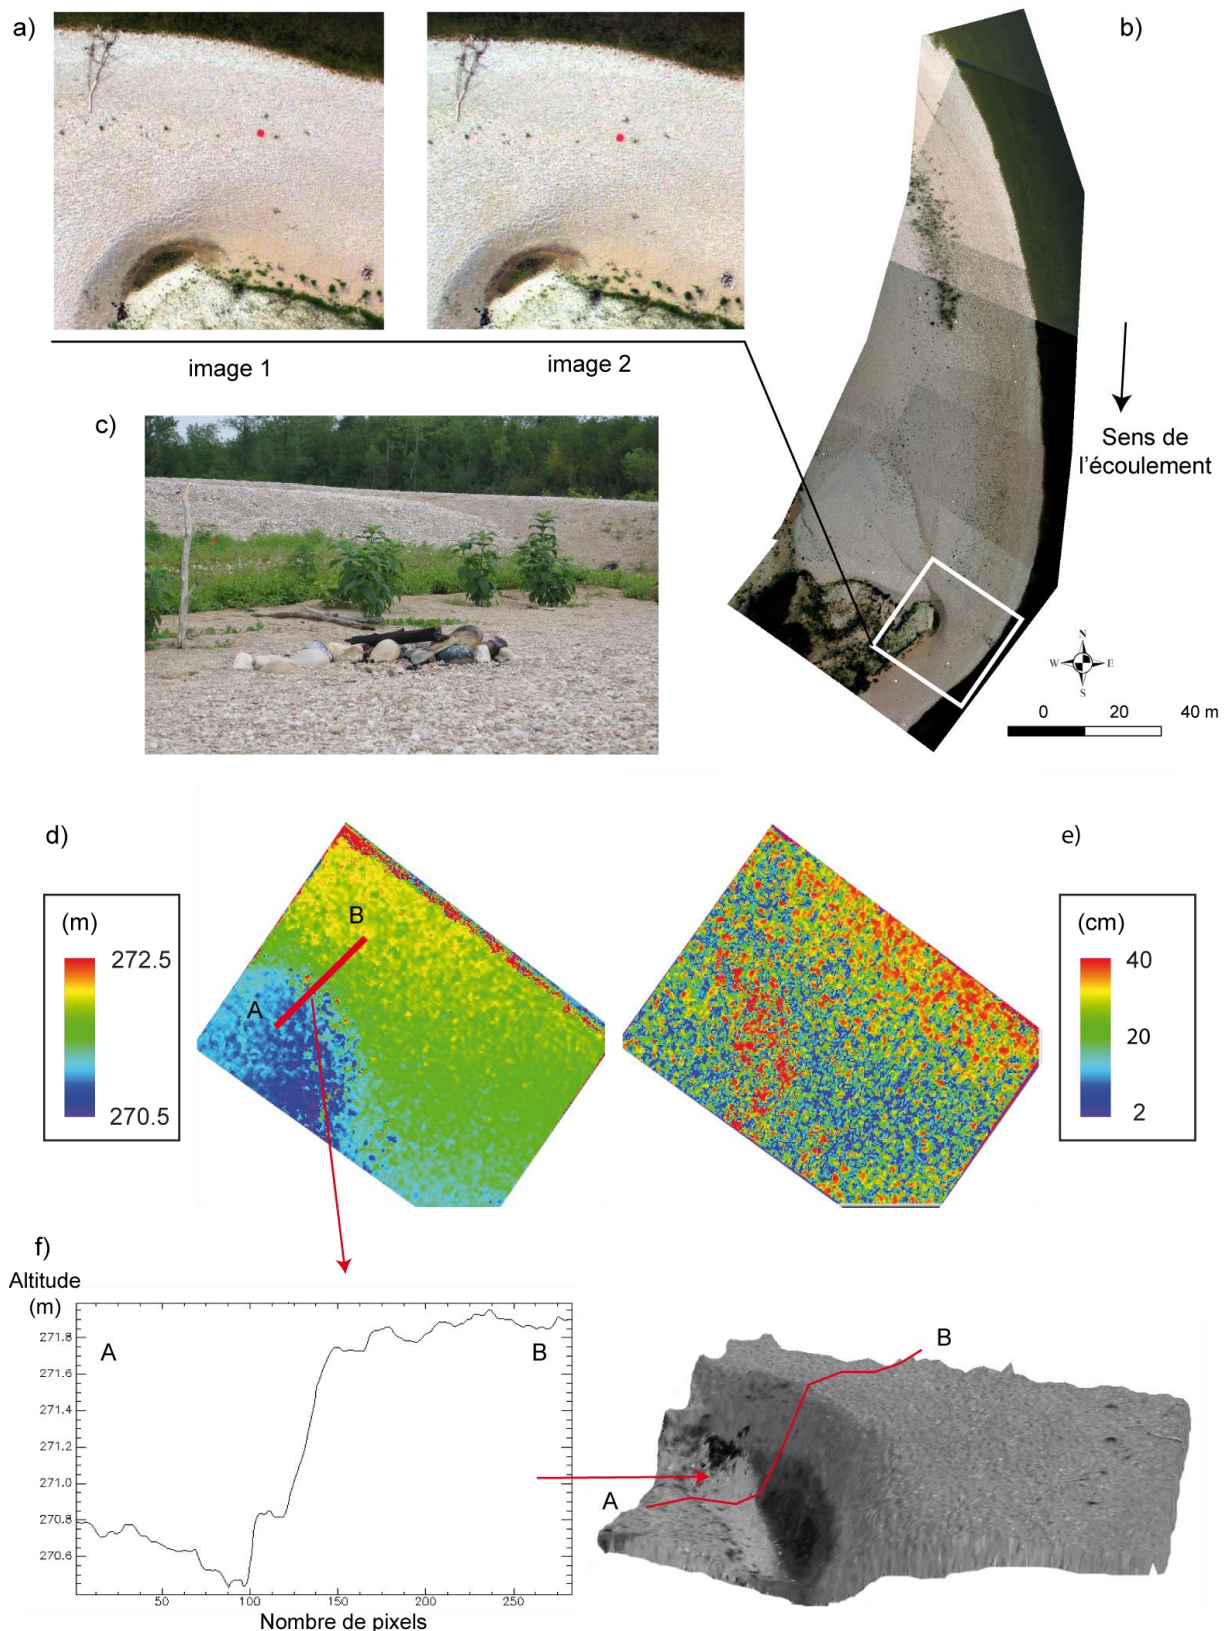 a)
b)
image 1
image 2
c)
Sens de
l'écoulement
N
W E
S
0 20 40 m
d)
e)
(m)
272.5
270.5
B
A
(cm)
40
20
2
f)
Altitude
(m)
271.8
271.6
271.4
271.2
271.0
270.8
270.6
A
B
50 100 150 200 250
Nombre de pixels
B
A